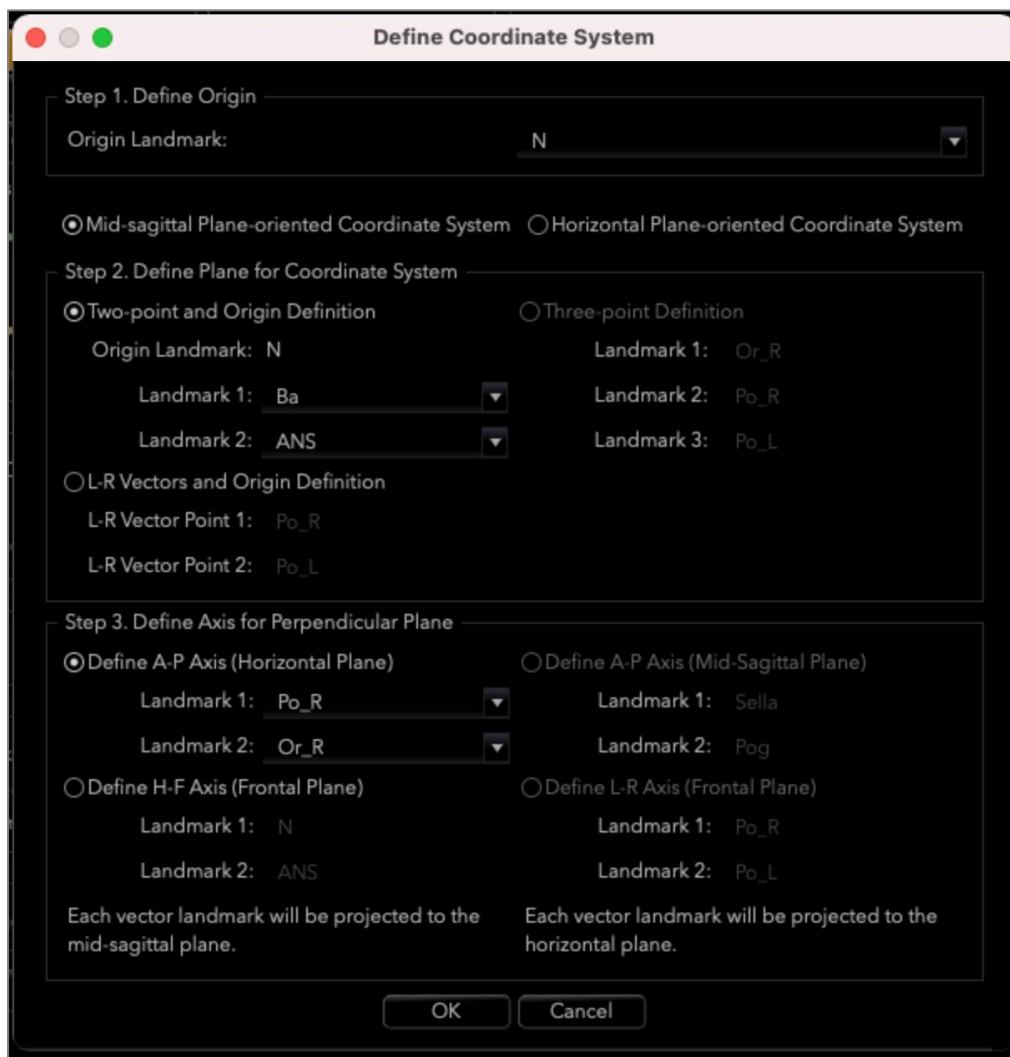 Define Coordinate System
Step 1. Define Origin
Origin Landmark: N
Mid-sagittal Plane-oriented Coordinate System Horizontal Plane-oriented Coordinate System
Step 2. Define Plane for Coordinate System
Two-point and Origin Definition Three-point Definition
Origin Landmark: N Landmark 1: Or_R
Landmark 1: Ba Landmark 2: Po_R
Landmark 2: ANS Landmark 3: Po_L
L-R Vectors and Origin Definition
L-R Vector Point 1: Po_R
L-R Vector Point 2: Po_L
Step 3. Define Axis for Perpendicular Plane
Define A-P Axis (Horizontal Plane) Define A-P Axis (Mid-Sagittal Plane)
Landmark 1: Po_R Landmark 1: Sella
Landmark 2: Or_R Landmark 2: Pog
Define H-F Axis (Frontal Plane) Define L-R Axis (Frontal Plane)
Landmark 1: N Landmark 1: Po_R
Landmark 2: ANS Landmark 2: Po_L
Each vector landmark will be projected to the Each vector landmark will be projected to the
mid-sagittal plane. horizontal plane.
OK Cancel